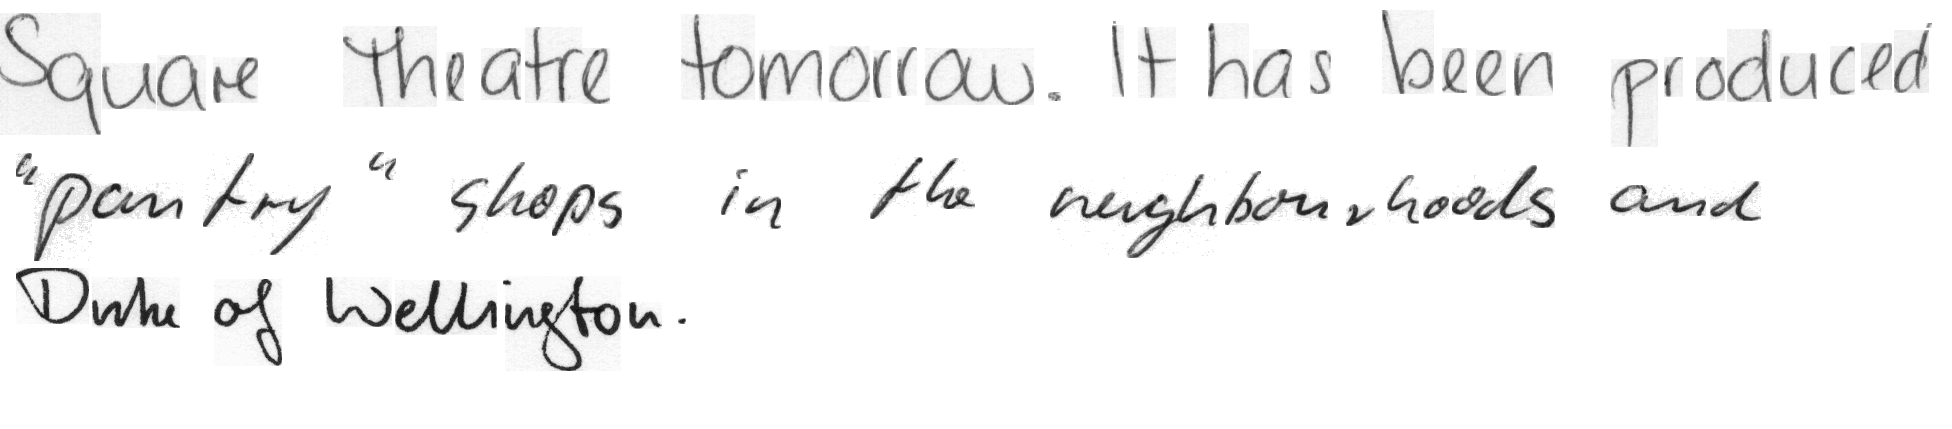 Square Theatre tomorrow. It has been produced
"pantry" shops in the neighbourhoods and
Duke of Wellington.